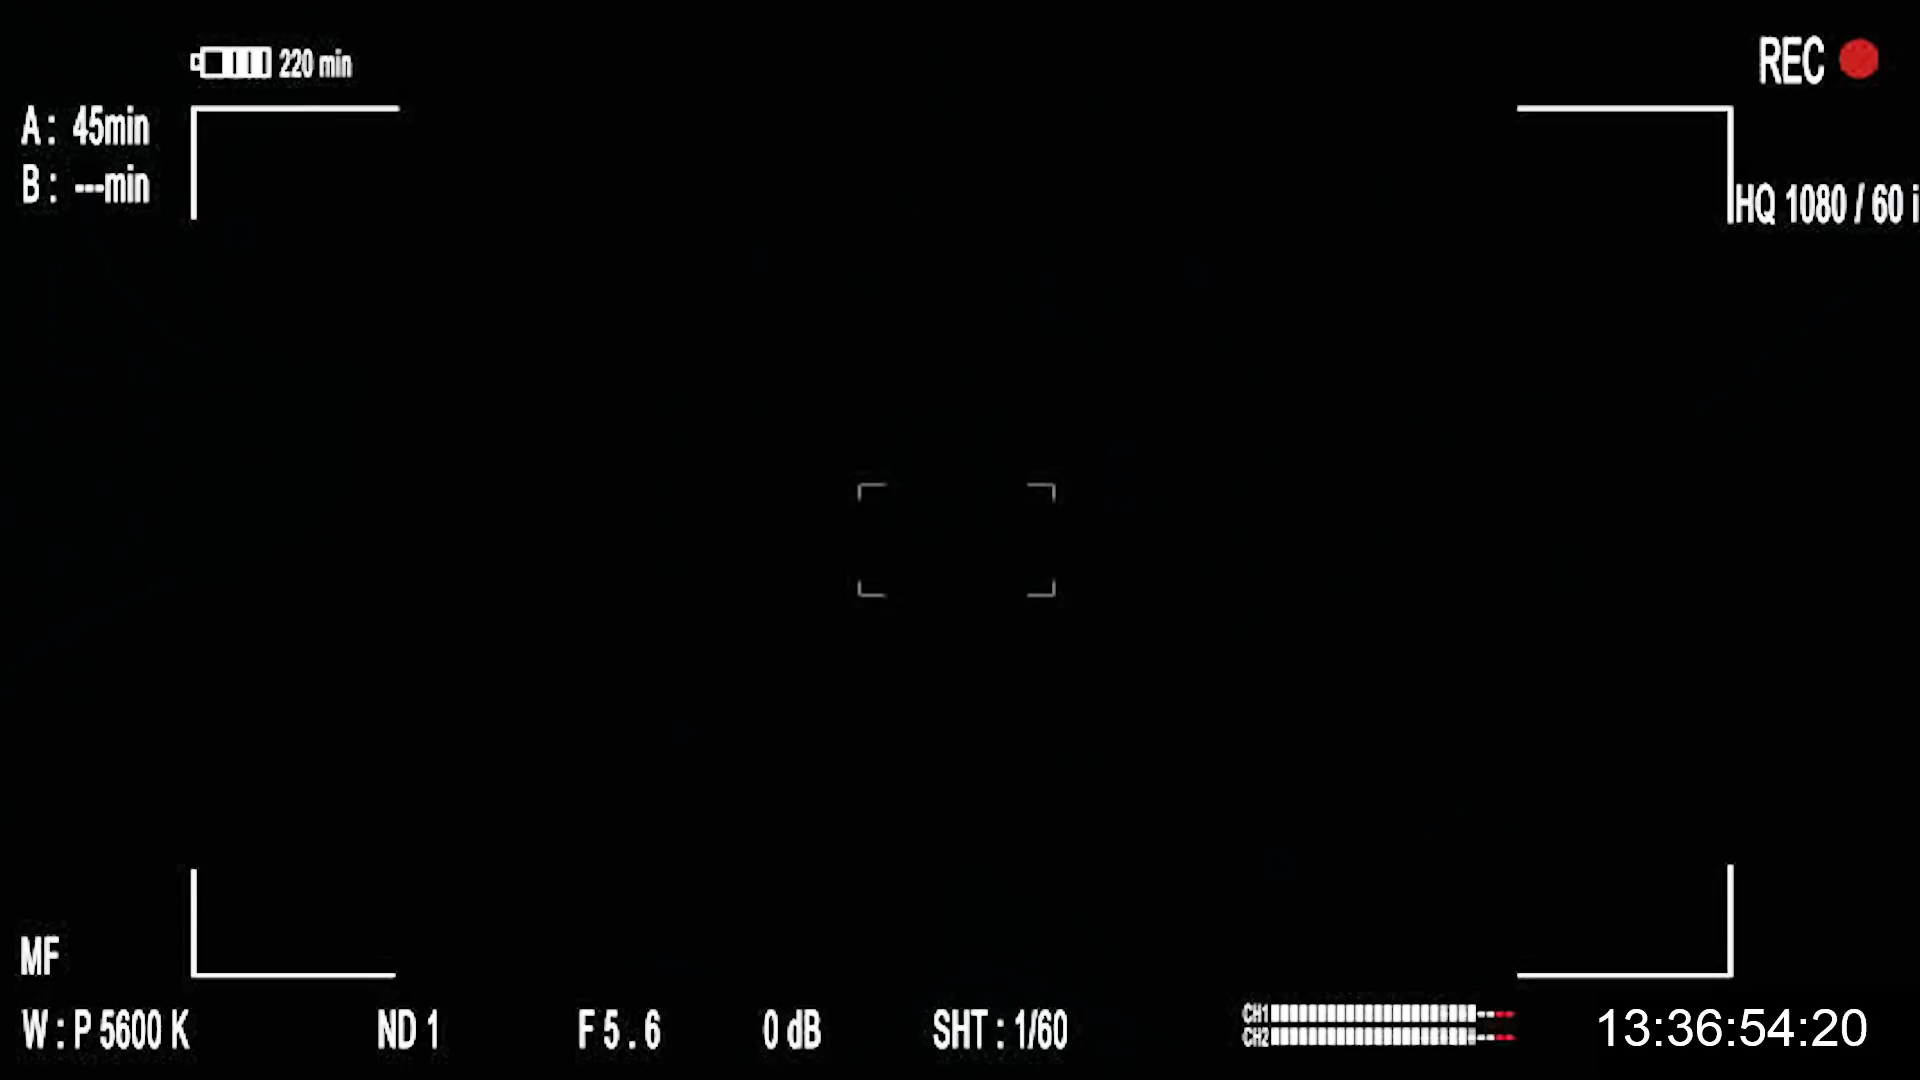 220 min
REC
A : 45min
B : ---min
HQ 1080 / 60 i
MF
W : P 5600 K
ND 1
F 5 . 6
0 dB
SHT : 1/60
CH1
CH2
13:36:54:20